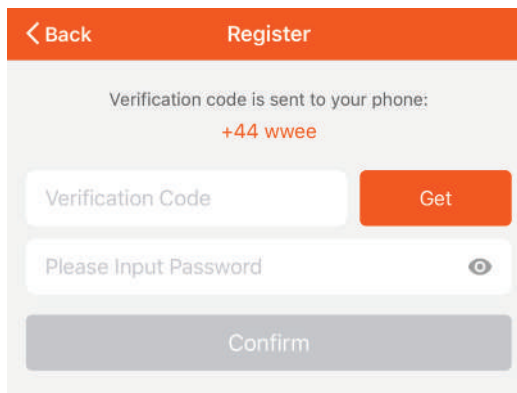 Back Register
Verification code is sent to your phone:
+44 wwee
Verification Code Get
Please Input Password
Confirm